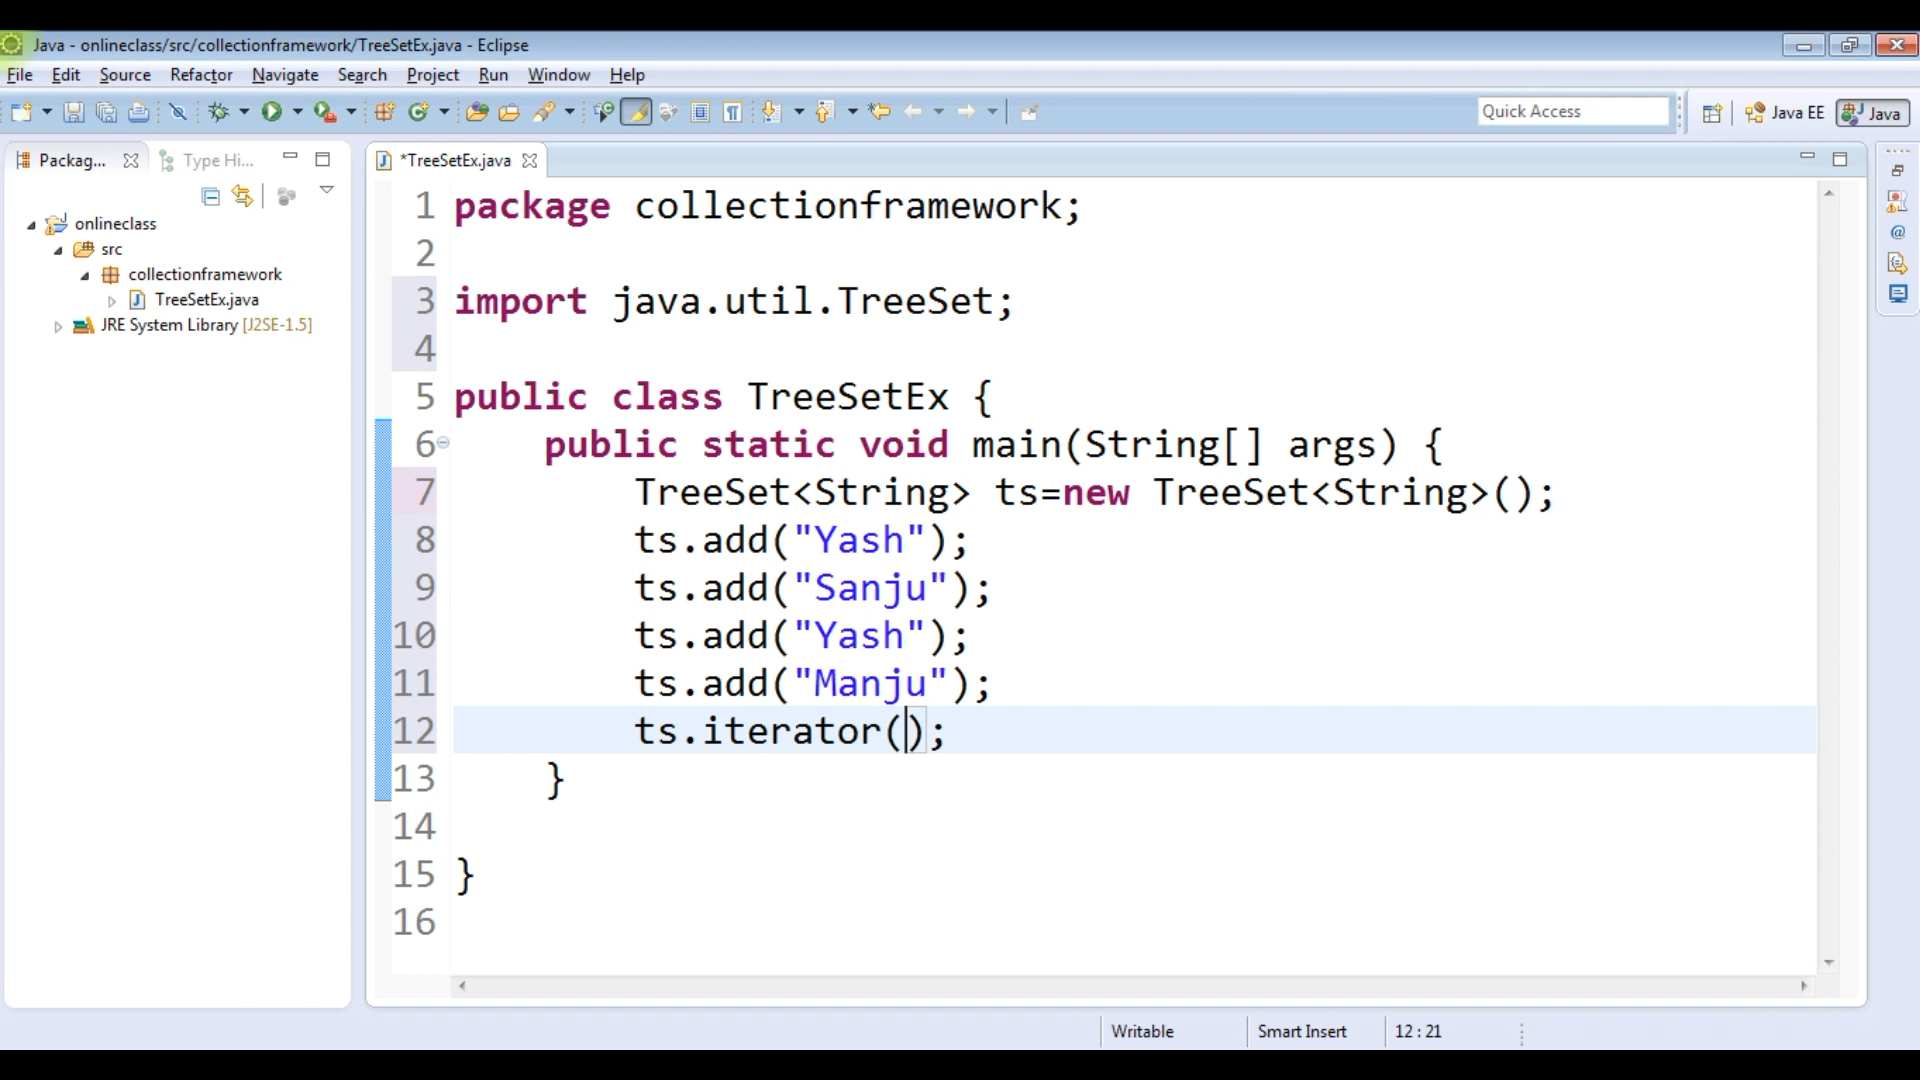 Java - onlineclass/src/collectionframework/TreeSetEx.java - Eclipse
File Edit Source Refactor Navigate Search Project Run Window Help
Quick Access
Java EE
Java
Packag...
Type Hi...
*TreeSetEx.java
onlineclass
src
collectionframework
TreeSetEx.java
JRE System Library [J2SE-1.5]
1 package collectionframework;
2
3 import java.util.TreeSet;
4
5 public class TreeSetEx {
6 public static void main(String[] args) {
7 TreeSet<String> ts=new TreeSet<String>();
8 ts.add("Yash");
9 ts.add("Sanju");
10 ts.add("Yash");
11 ts.add("Manju");
12 ts.iterator();
13 }
14
15 }
16
Writable
Smart Insert
12 : 21